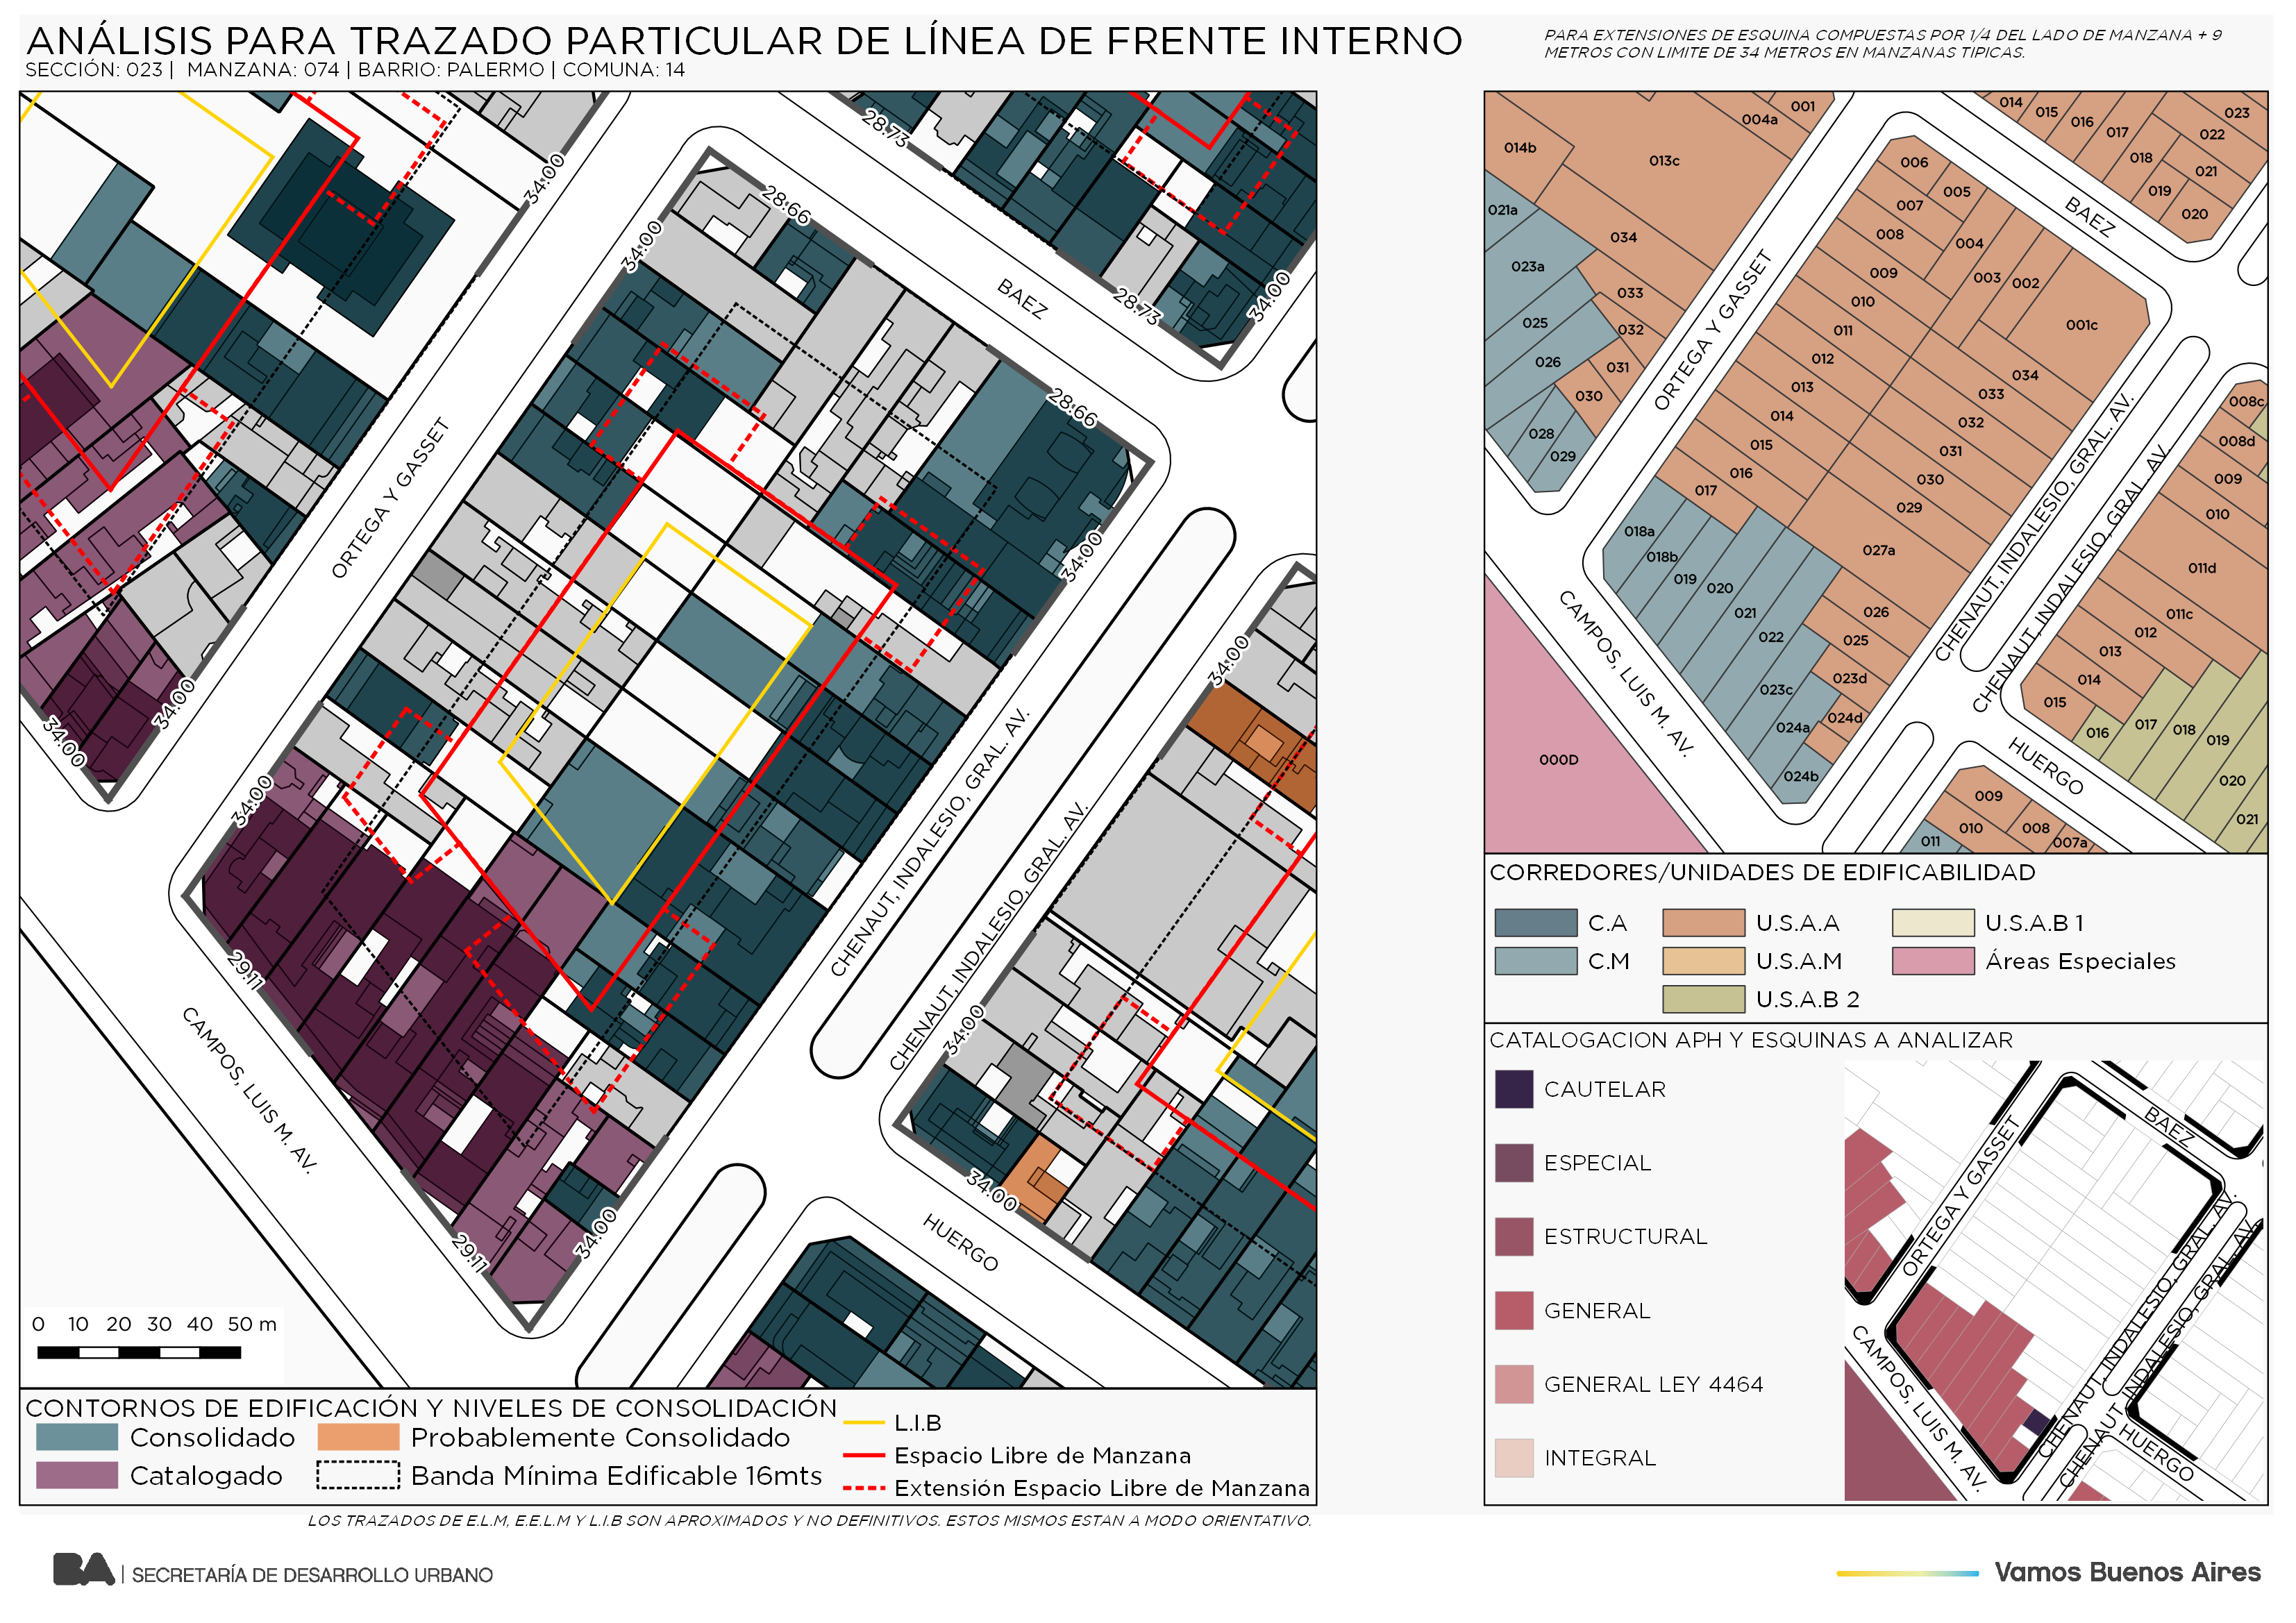 ANÁLISIS PARA TRAZADO PARTICULAR DE LÍNEA DE FRENTE INTERNO
SECCIÓN: 023 | MANZANA: 074 | BARRIO: PALERMO | COMUNA: 14
PARA EXTENSIONES DE ESQUINA COMPUESTAS POR 1/4 DEL LADO DE MANZANA + 9
METROS CON LIMITE DE 34 METROS EN MANZANAS TIPICAS.
28.73
34.00
28.66
34.00
BAEZ
28.73
34.00
28.66
ORTEGA Y GASSET
34.00
34.00
34.00
34.00
34.00
CHENAUT, INDALESIO, GRAL. AV.
CHENAUT, INDALESIO, GRAL. AV.
29.11
34.00
CAMPOS, LUIS M. AV.
34.00
29.11
34.00
HUERGO
0 10 20 30 40 50 m
CONTORNOS DE EDIFICACIÓN Y NIVELES DE CONSOLIDACIÓN
Consolidado
Probablemente Consolidado
Catalogado
Banda Mínima Edificable 16mts
L.I.B
Espacio Libre de Manzana
Extensión Espacio Libre de Manzana
LOS TRAZADOS DE E.L.M, E.E.L.M Y L.I.B SON APROXIMADOS Y NO DEFINITIVOS. ESTOS MISMOS ESTAN A MODO ORIENTATIVO.
001
004a
014b
013c
021a
034
023a
033
025
032
026
031
030
028
029
014
015
016
017
023
022
018
021
019
020
BAEZ
ORTEGA Y GASSET
006
005
007
008
004
009
003
002
010
001c
011
012
034
013
033
014
032
015
031
016
030
017
029
018a
018b
027a
019
020
021
026
022
025
023d
023c
024d
024a
024b
CHENAUT, INDALESIO, GRAL. AV.
CHENAUT, INDALESIO, GRAL. AV.
008c
008d
009
010
011d
011c
012
013
014
015
016
017
018
019
020
021
CAMPOS, LUIS M. AV.
000D
HUERGO
009
010
008
007a
011
CORREDORES/UNIDADES DE EDIFICABILIDAD
C.A
U.S.A.A
U.S.A.B 1
C.M
U.S.A.M
Áreas Especiales
U.S.A.B 2
CATALOGACION APH Y ESQUINAS A ANALIZAR
CAUTELAR
ESPECIAL
ESTRUCTURAL
GENERAL
GENERAL LEY 4464
INTEGRAL
BAEZ
ORTEGA Y GASSET
CHENAUT, INDALESIO, GRAL. AV.
CHENAUT, INDALESIO, GRAL. AV.
CAMPOS, LUIS M. AV.
HUERGO
BA | SECRETARÍA DE DESARROLLO URBANO
Vamos Buenos Aires